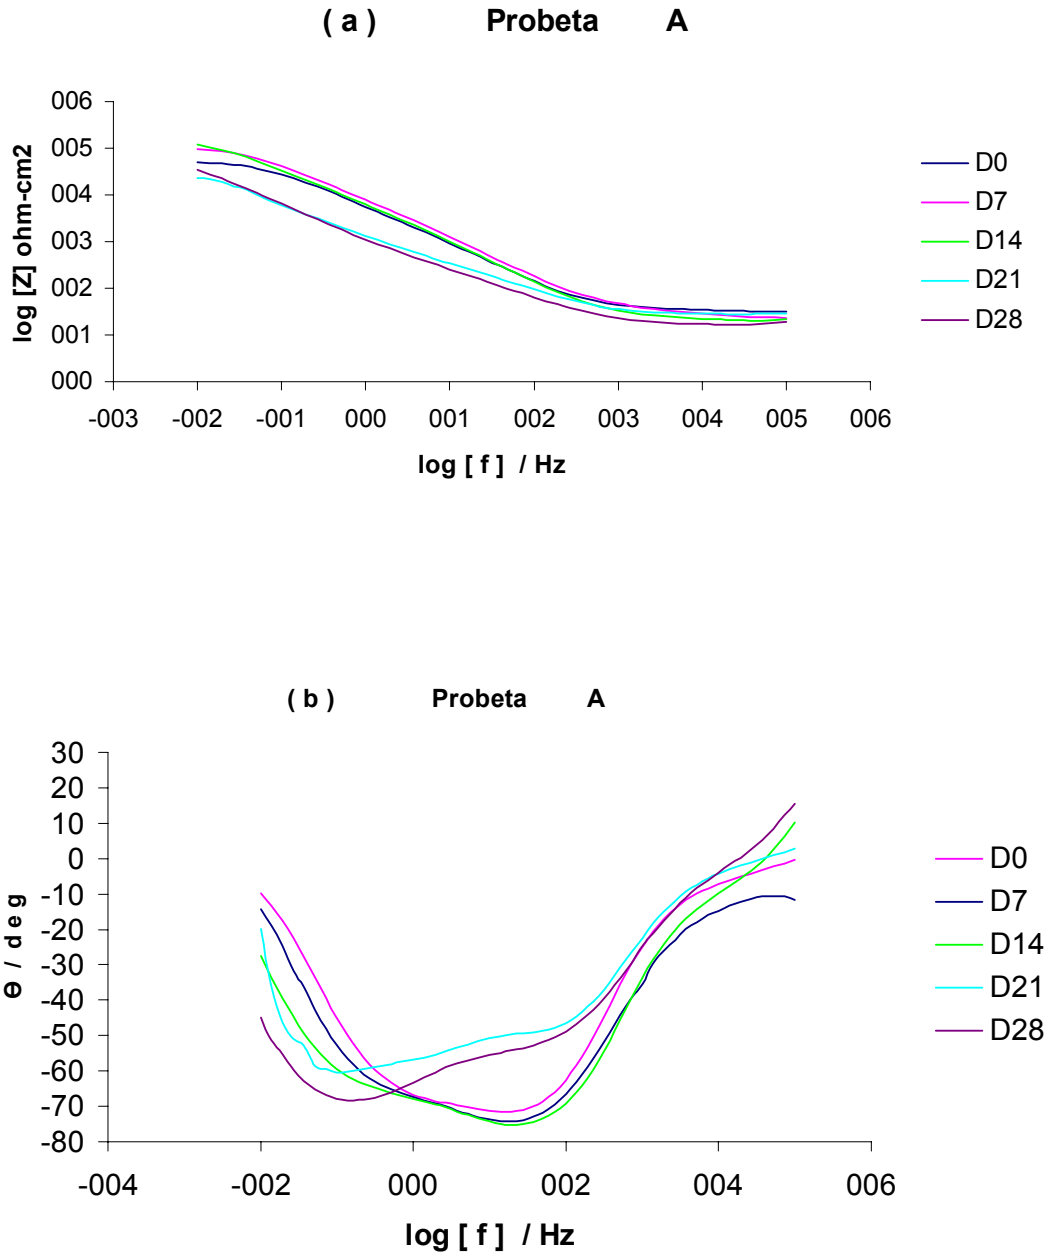 ( a ) Probeta A
006
005
004
003
002
001
000
log [Z] ohm-cm2
-003 -002 -001 000 001 002 003 004 005 006
log [ f ] / Hz
D0
D7
D14
D21
D28
( b ) Probeta A
30
20
10
0
-10
-20
-30
-40
-50
-60
-70
-80
Θ / deg
-004 -002 000 002 004 006
log [ f ] / Hz
D0
D7
D14
D21
D28